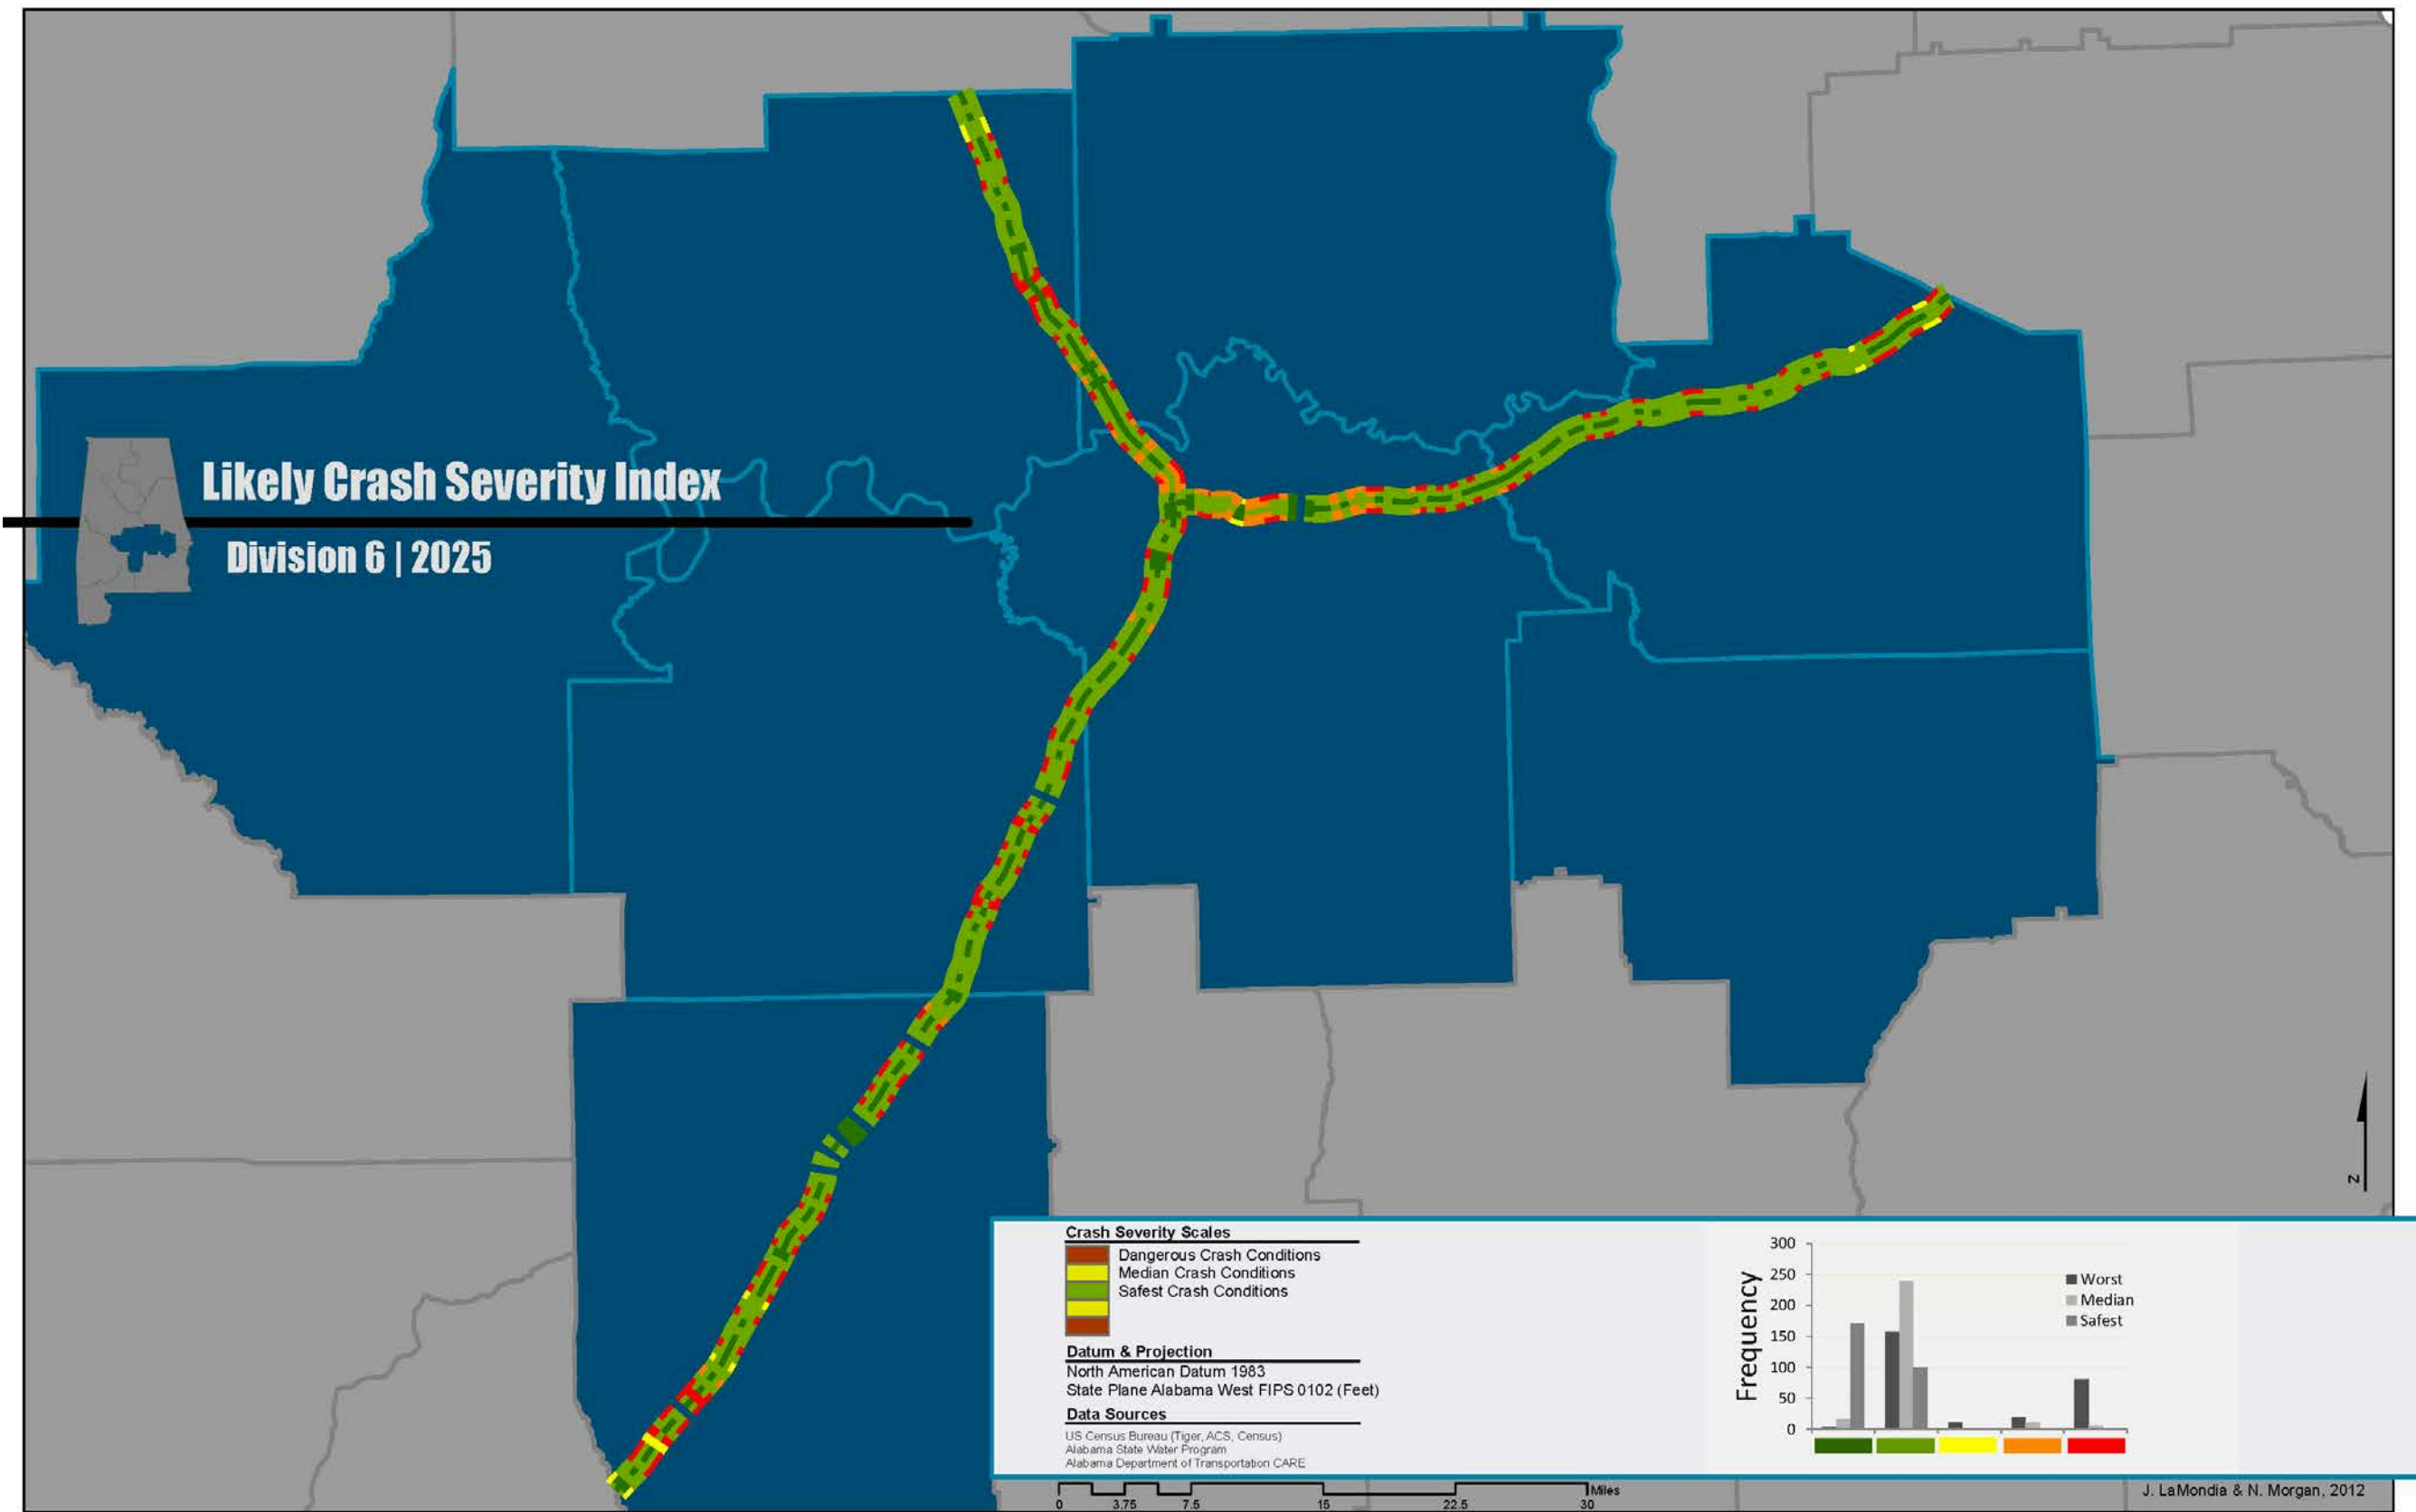 Likely Crash Severity Index
Division 6 | 2025
Crash Severity Scales
Dangerous Crash Conditions
Median Crash Conditions
Safest Crash Conditions
Datum & Projection
North American Datum 1983
State Plane Alabama West FIPS 0102 (Feet)
Data Sources
US Census Bureau (Tiger, ACS, Census)
Alabama State Water Program
Alabama Department of Transportation CARE
Frequency
300
250
200
150
100
50
0
Worst
Median
Safest
N
0 3.75 7.5 15 22.5 30 Miles
J. LaMondia & N. Morgan, 2012